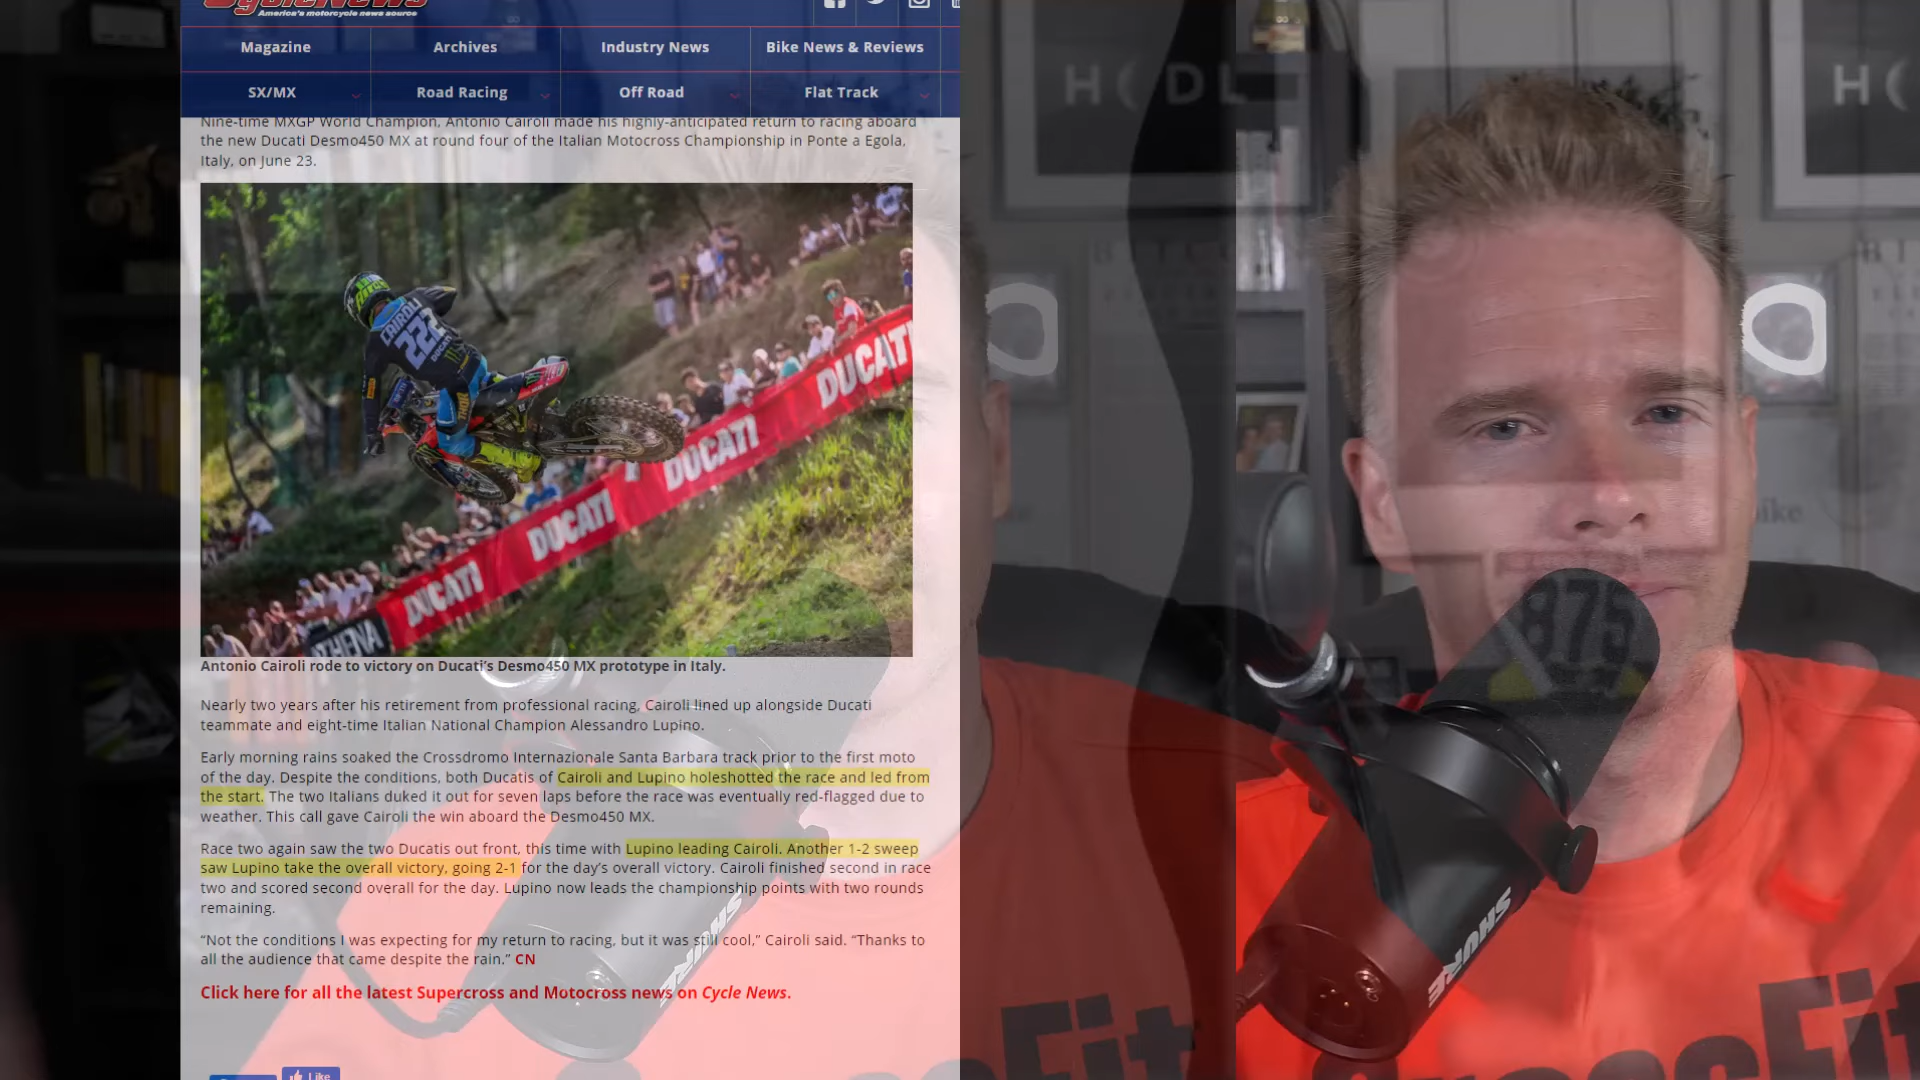 CycleNews
America's motorcycle news source
Magazine
Archives
Industry News
Bike News & Reviews
SX/MX
Road Racing
Off Road
Flat Track
Nine-time MXGP World Champion, Antonio Cairoli made his highly-anticipated return to racing aboard
the new Ducati Desmo450 MX at round four of the Italian Motocross Championship in Ponte a Egola,
Italy, on June 23.
CAIROLI
222
DUCATI
THOR
DUCATI
DUCATI
DUCATI
DUCATI
ATHENA
Antonio Cairoli rode to victory on Ducati's Desmo450 MX prototype in Italy.
Nearly two years after his retirement from professional racing, Cairoli lined up alongside Ducati
teammate and eight-time Italian National Champion Alessandro Lupino.
Early morning rains soaked the Crossdromo Internazionale Santa Barbara track prior to the first moto
of the day. Despite the conditions, both Ducatis of Cairoli and Lupino holeshotted the race and led from
the start. The two Italians duked it out for seven laps before the race was eventually red-flagged due to
weather. This call gave Cairoli the win aboard the Desmo450 MX.
Race two again saw the two Ducatis out front, this time with Lupino leading Cairoli. Another 1-2 sweep
saw Lupino take the overall victory, going 2-1 for the day's overall victory. Cairoli finished second in race
two and scored second overall for the day. Lupino now leads the championship points with two rounds
remaining.
“Not the conditions I was expecting for my return to racing, but it was still cool,” Cairoli said. “Thanks to
all the audience that came despite the rain.” CN
Click here for all the latest Supercross and Motocross news on Cycle News.
Like
H
DL
H
875
SHURE
SHURE